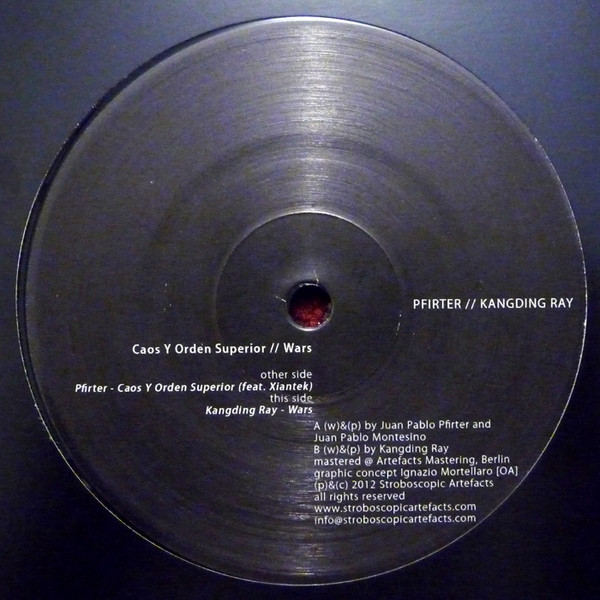 PFIRTER // KANGDING RAY
Caos Y Orden Superior // Wars
other side
Pfirter - Caos Y Orden Superior (feat. Xiantek)
this side
Kangding Ray - Wars
A (w)&(p) by Juan Pablo Pfirter and
Juan Pablo Montesino
B (w)&(p) by Kangding Ray
mastered @ Artefacts Mastering, Berlin
graphic concept Ignazio Mortellaro [OA]
(p)&(c) 2012 Stroboscopic Artefacts
all rights reserved
www.stroboscopicartefacts.com
info@stroboscopicartefacts.com